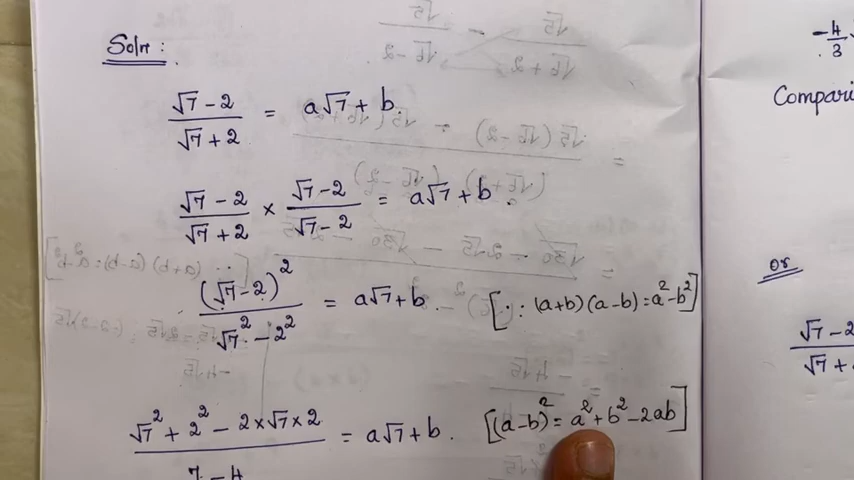 Soln :
√7 - 2 / √7 + 2 = a√7 + b.
√7 - 2 / √7 + 2 × √7 - 2 / √7 - 2 = a√7 + b.
(√7 - 2)² / √7² - 2² = a√7 + b. [∵ (a+b)(a-b) = a² - b²]
√7² + 2² - 2×√7×2 / 7 - 4 = a√7 + b. [(a-b)² = a² + b² - 2ab]
-4/3
Compari
or
√7 - 2
√7 +